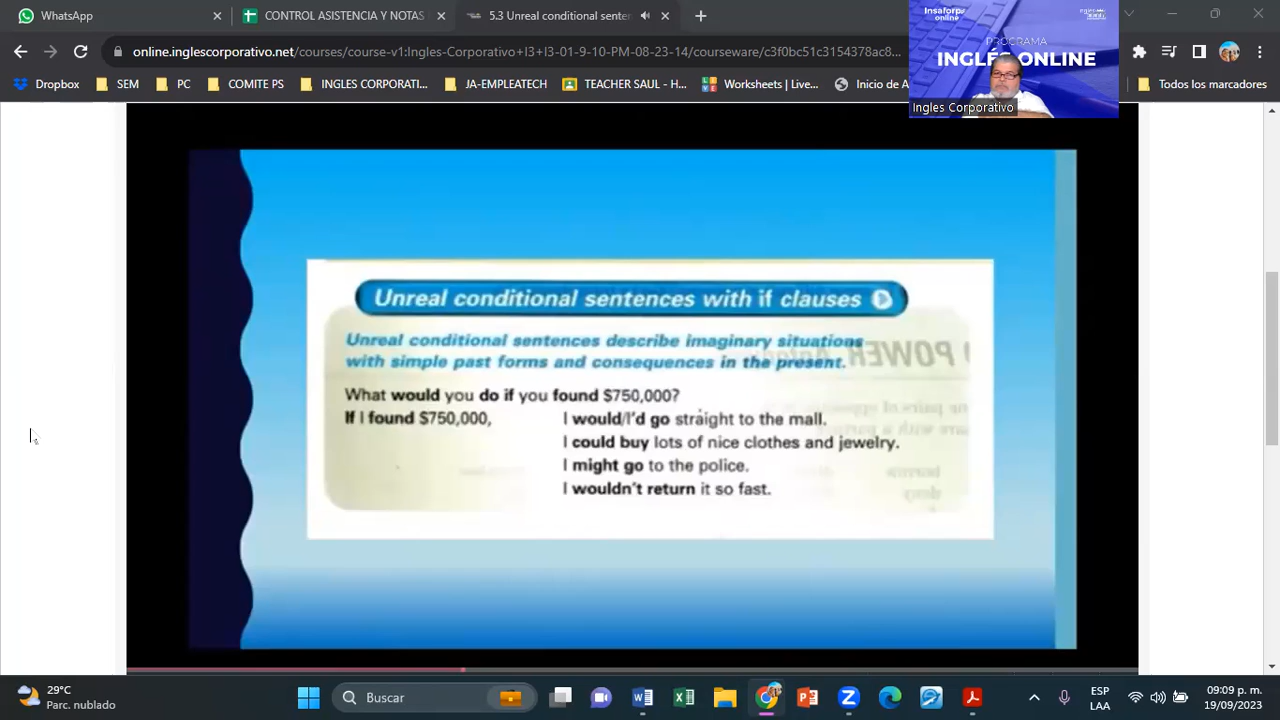 WhatsApp
CONTROL ASISTENCIA Y NOTAS
5.3 Unreal conditional sente
online.inglescorporativo.net/courses/course-v1:Ingles-Corporativo+I3+I3-13-9-10-PM-08-23-14/courseware/c3f0bc51c3154378ac8...
Dropbox
SEM
PC
COMITE PS
EMPRESARIOS CREATI...
JA-EMPLEATECH
TEACHER SAUL - H...
Worksheets | Live...
Inicio de A
Todos los marcadores
Insaforp
online
PROGRAMA
INGLÉS ONLINE
Ingles Corporativo
Unreal conditional sentences with if clauses
Unreal conditional sentences describe imaginary situations
with simple past forms and consequences in the present.
What would you do if you found $750,000?
If I found $750,000, I would/I'd go straight to the mall.
I could buy lots of nice clothes and jewelry.
I might go to the police.
I wouldn't return it so fast.
29°C
Parc. nublado
Buscar
ESP
LAA
09:09 p. m.
19/09/2023